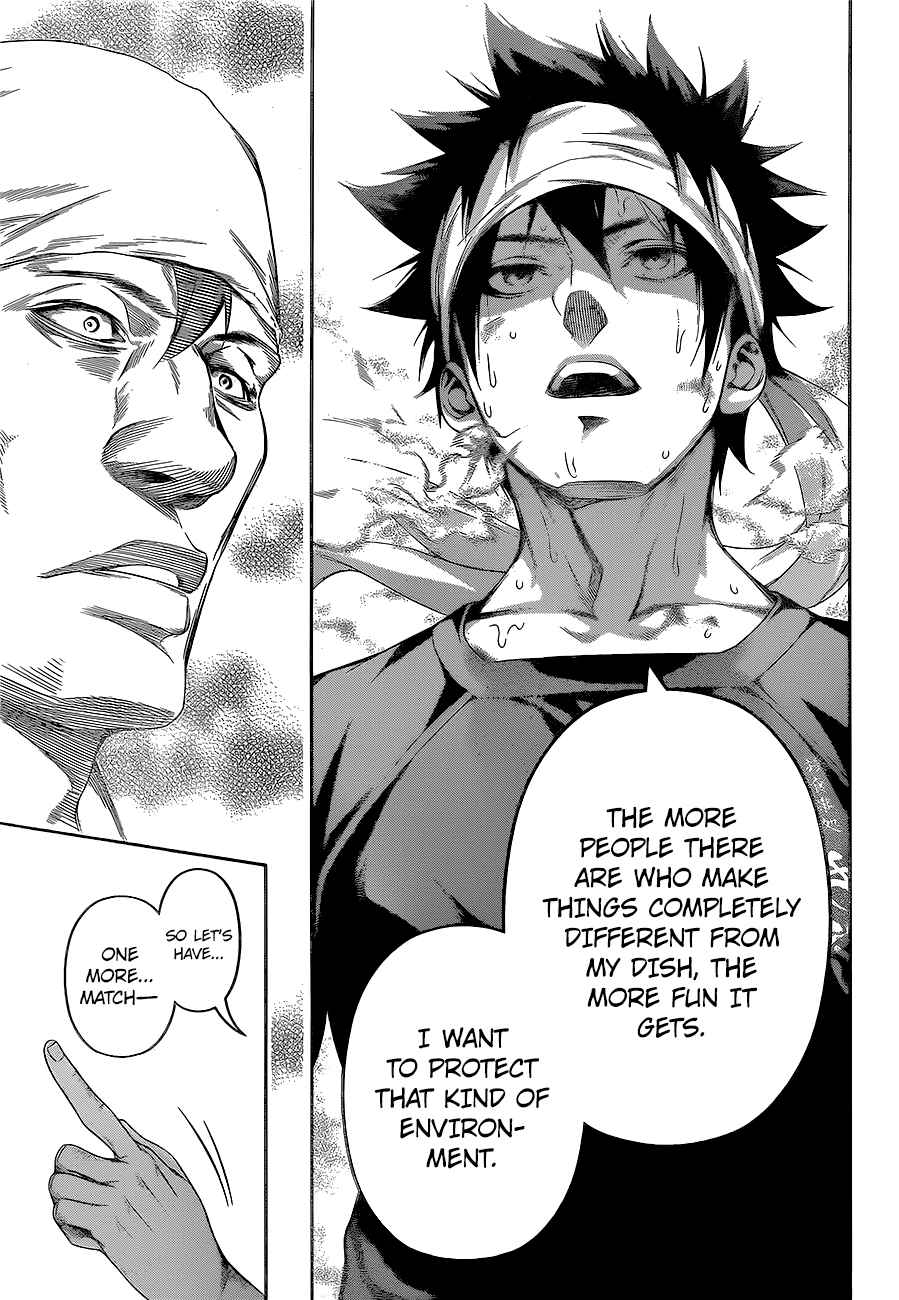 THE MORE
PEOPLE THERE
ARE WHO MAKE
THINGS COMPLETELY
DIFFERENT FROM
MY DISH, THE
MORE FUN IT
GETS.
I WANT
TO PROTECT
THAT KIND OF
ENVIRON-
MENT.
SO LET'S
HAVE...
ONE
MORE...
MATCH—